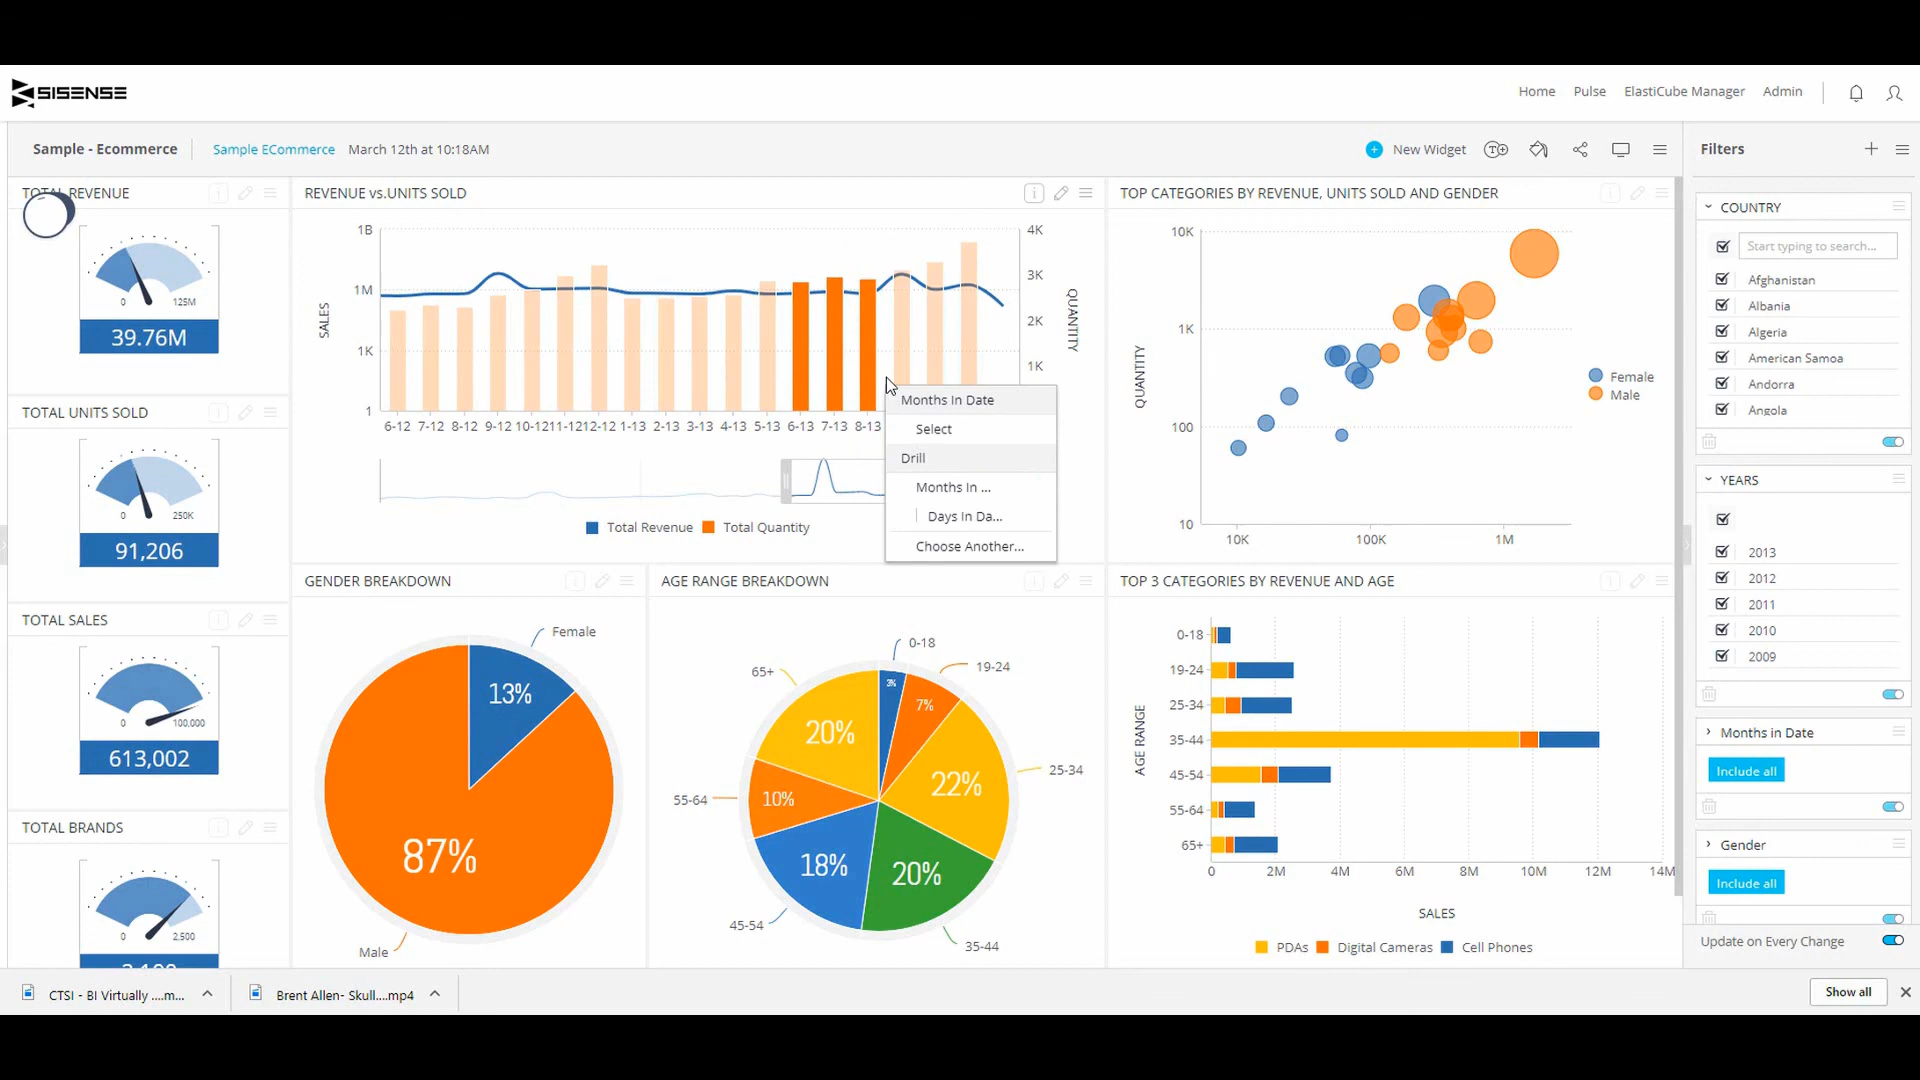 SISENSE
Home Pulse ElastiCube Manager Admin
Sample - Ecommerce Sample ECommerce March 12th at 10:18AM
New Widget
Filters
TOTAL REVENUE
0 125M
39.76M
TOTAL UNITS SOLD
0 250K
91,206
TOTAL SALES
0 100,000
613,002
TOTAL BRANDS
0 2,500
REVENUE vs.UNITS SOLD
1B
1M
1K
1
SALES
4K
3K
2K
1K
QUANTITY
6-12 7-12 8-12 9-12 10-12 11-12 12-12 1-13 2-13 3-13 4-13 5-13 6-13 7-13 8-13
Total Revenue Total Quantity
Months In Date
Select
Drill
Months In ...
Days In Da...
Choose Another...
TOP CATEGORIES BY REVENUE, UNITS SOLD AND GENDER
10K
1K
100
10
QUANTITY
10K 100K 1M
Female
Male
GENDER BREAKDOWN
Female
13%
87%
Male
AGE RANGE BREAKDOWN
0-18
19-24
25-34
35-44
45-54
55-64
65+
3%
7%
22%
20%
18%
10%
20%
TOP 3 CATEGORIES BY REVENUE AND AGE
AGE RANGE
0-18
19-24
25-34
35-44
45-54
55-64
65+
0 2M 4M 6M 8M 10M 12M 14M
SALES
PDAs Digital Cameras Cell Phones
COUNTRY
Start typing to search...
Afghanistan
Albania
Algeria
American Samoa
Andorra
Angola
YEARS
2013
2012
2011
2010
2009
Months in Date
Include all
Gender
Include all
Update on Every Change
CTSI - BI Virtually ....m...
Brent Allen- Skull....mp4
Show all